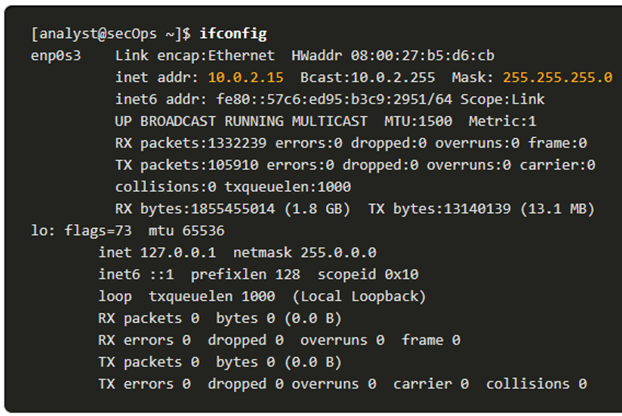 [analyst@secOps ~]$ ifconfig
enp0s3    Link encap:Ethernet  HWaddr 08:00:27:b5:d6:cb
          inet addr: 10.0.2.15  Bcast:10.0.2.255  Mask: 255.255.255.0
          inet6 addr: fe80::57c6:ed95:b3c9:2951/64 Scope:Link
          UP BROADCAST RUNNING MULTICAST  MTU:1500  Metric:1
          RX packets:1332239 errors:0 dropped:0 overruns:0 frame:0
          TX packets:105910 errors:0 dropped:0 overruns:0 carrier:0
          collisions:0 txqueuelen:1000
          RX bytes:1855455014 (1.8 GB)  TX bytes:13140139 (13.1 MB)
lo: flags=73  mtu 65536
        inet 127.0.0.1  netmask 255.0.0.0
        inet6 ::1  prefixlen 128  scopeid 0x10
        loop  txqueuelen 1000  (Local Loopback)
        RX packets 0  bytes 0 (0.0 B)
        RX errors 0  dropped 0  overruns 0  frame 0
        TX packets 0  bytes 0 (0.0 B)
        TX errors 0  dropped 0 overruns 0  carrier 0  collisions 0